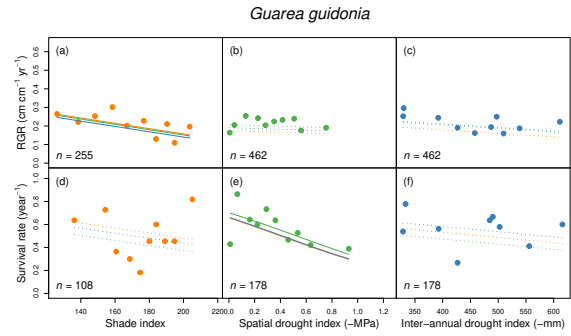 Guarea guidonia
(a)
(b)
(c)
RGR (cm cm⁻¹ yr⁻¹)
0.0 0.1 0.2 0.3 0.4 0.5 0.6
n = 255
n = 462
n = 462
(d)
(e)
(f)
Survival rate (year⁻¹)
0.0 0.2 0.4 0.6 0.8 1.0
n = 108
n = 178
n = 178
140 160 180 200 220
0.0 0.2 0.4 0.6 0.8 1.0 1.2
350 400 450 500 550 600
Shade index
Spatial drought index (−MPa)
Inter−annual drought index (−mm)